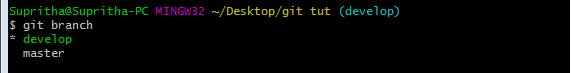 Supritha@Supritha-PC MINGW32 ~/Desktop/git tut (develop)
$ git branch
* develop
  master